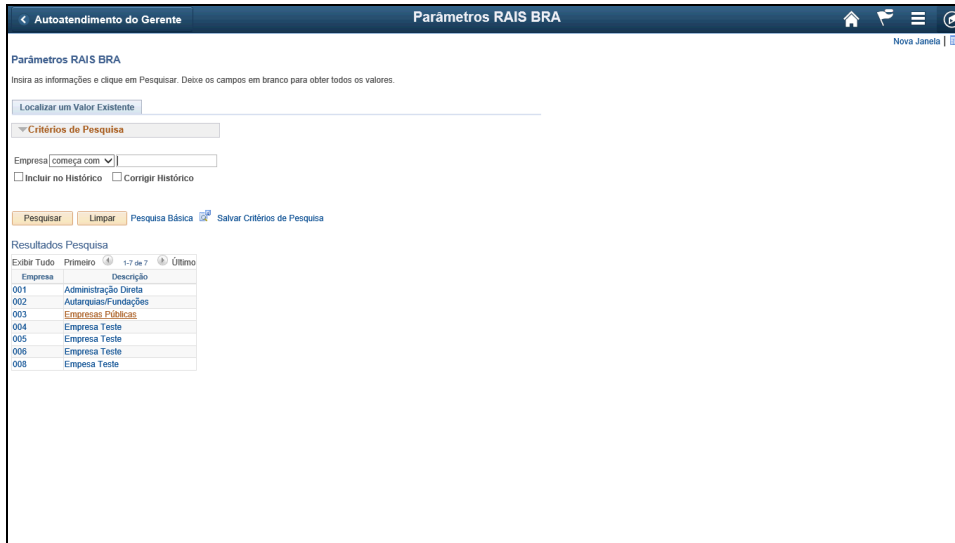 Autoatendimento do Gerente
Parâmetros RAIS BRA
Nova Janela |
Parâmetros RAIS BRA
Insira as informações e clique em Pesquisar. Deixe os campos em branco para obter todos os valores.
Localizar um Valor Existente
Critérios de Pesquisa
Empresa começa com
Incluir no Histórico Corrigir Histórico
Pesquisar Limpar Pesquisa Básica Salvar Critérios de Pesquisa
Resultados Pesquisa
Exibir Tudo Primeiro 1-7 de 7 Último
Empresa Descrição
001 Administração Direta
002 Autarquias/Fundações
003 Empresas Públicas
004 Empresa Teste
005 Empresa Teste
006 Empresa Teste
008 Empesa Teste